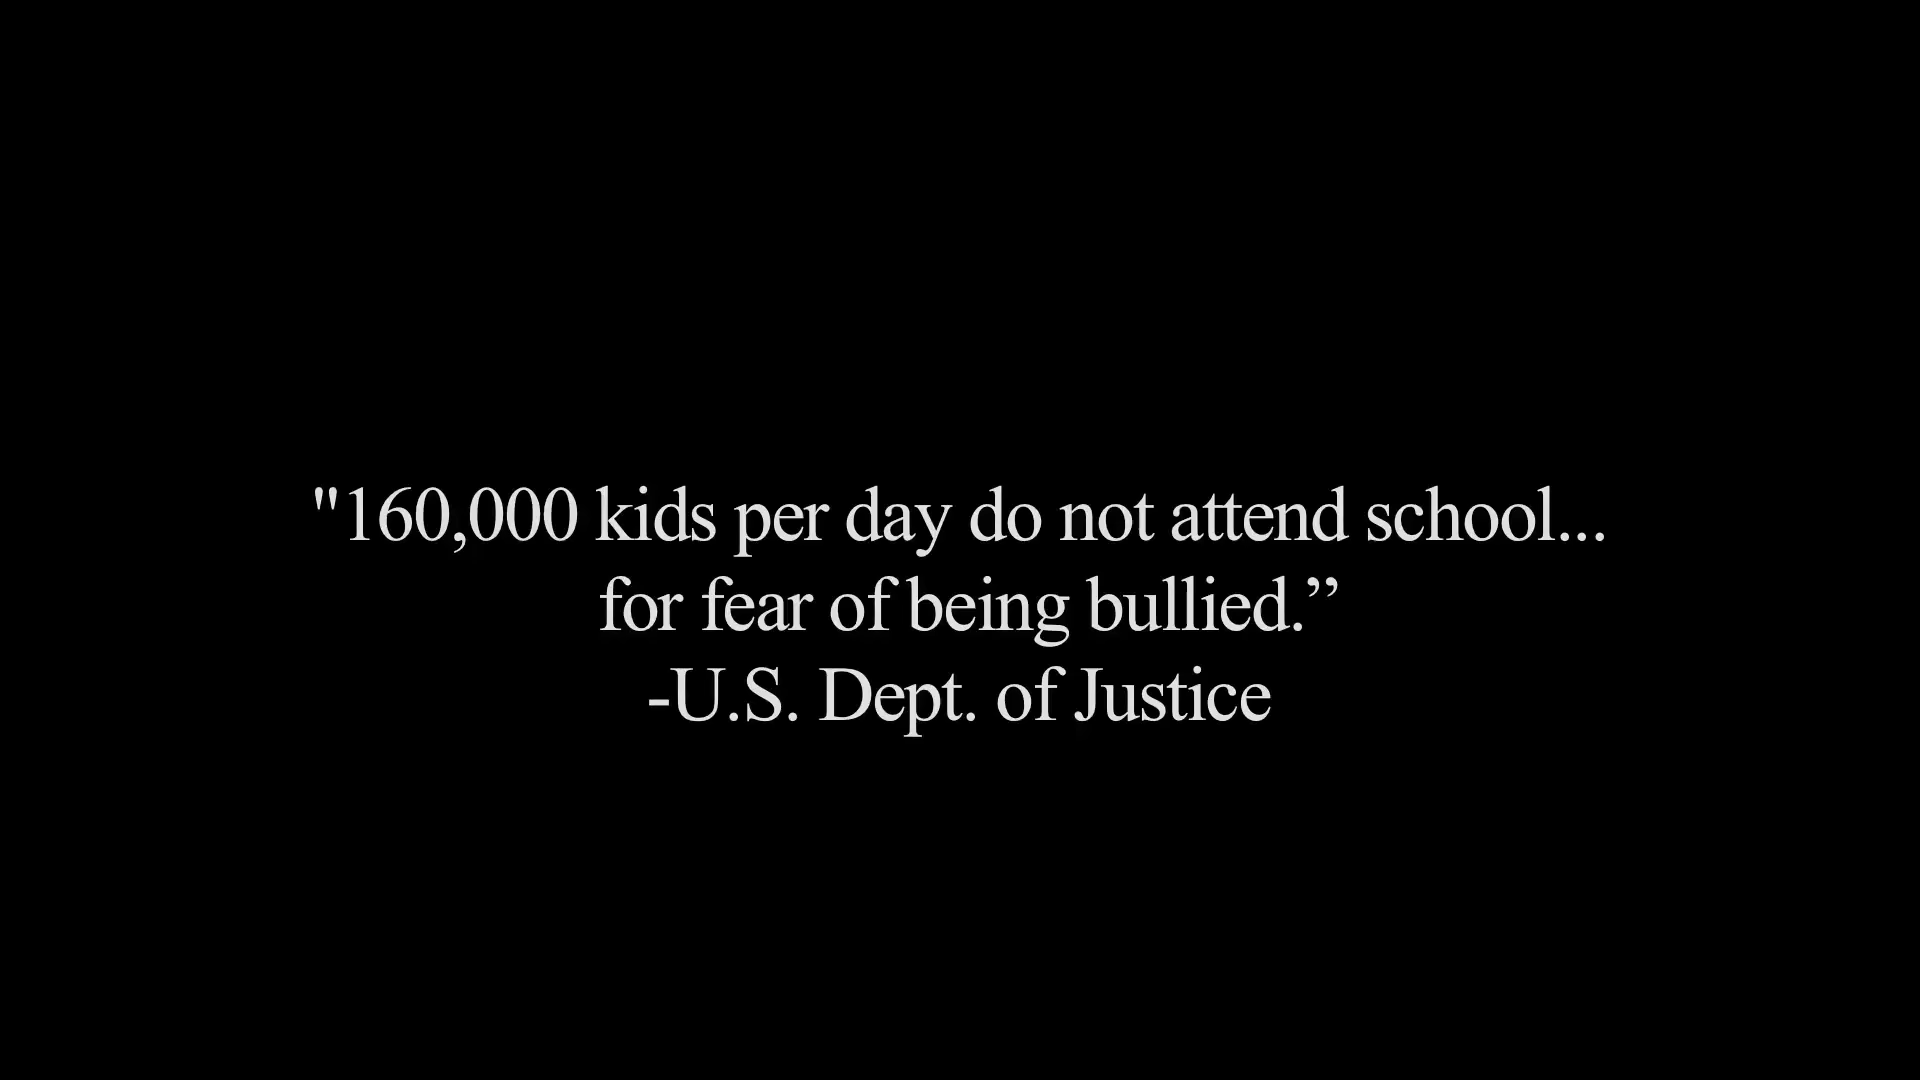 "160,000 kids per day do not attend school...
for fear of being bullied.”
-U.S. Dept. of Justice